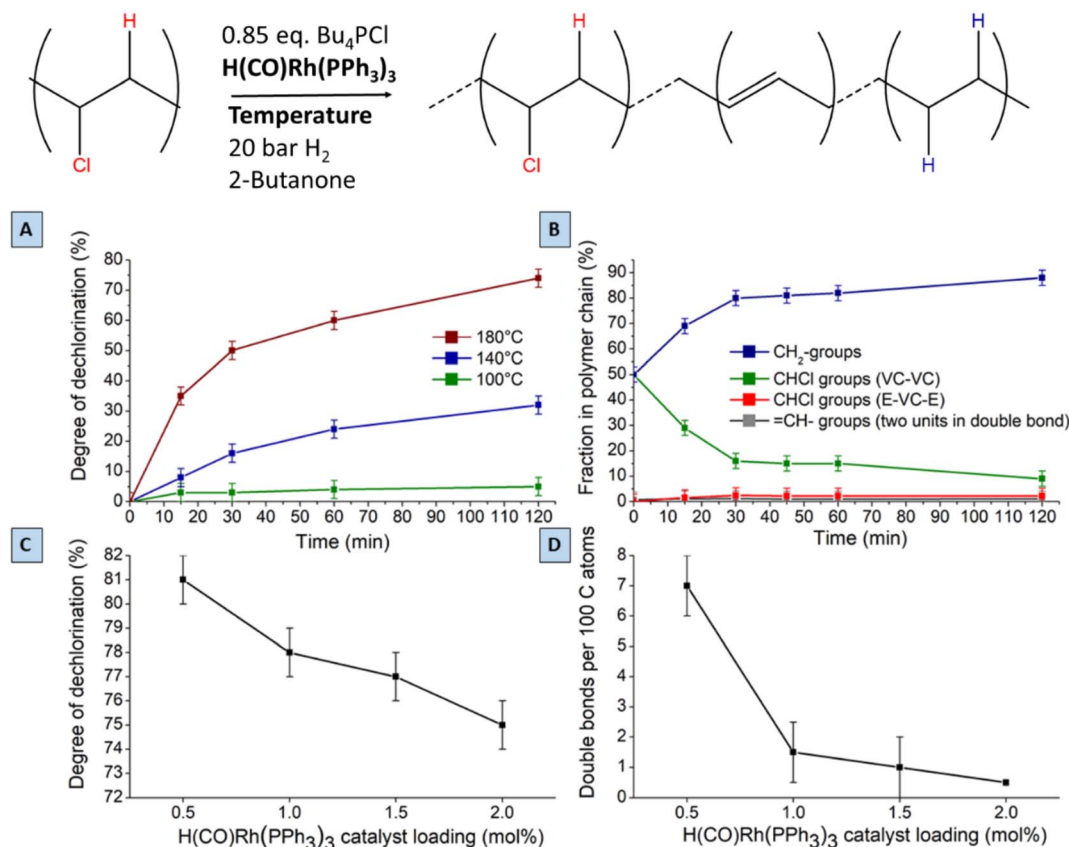 H
Cl
0.85 eq. Bu₄PCl
H(CO)Rh(PPh₃)₃
Temperature
20 bar H₂
2-Butanone
H
Cl
H
H
A
Degree of dechlorination (%)
80
70
60
50
40
30
20
10
0
180°C
140°C
100°C
0 10 20 30 40 50 60 70 80 90 100 110 120
Time (min)
B
Fraction in polymer chain (%)
90
80
70
60
50
40
30
20
10
0
CH₂-groups
CHCl groups (VC-VC)
CHCl groups (E-VC-E)
=CH- groups (two units in double bond)
0 10 20 30 40 50 60 70 80 90 100 110 120
Time (min)
C
Degree of dechlorination (%)
82
81
80
79
78
77
76
75
74
73
72
0.5 1.0 1.5 2.0
H(CO)Rh(PPh₃)₃ catalyst loading (mol%)
D
Double bonds per 100 C atoms
8
7
6
5
4
3
2
1
0
0.5 1.0 1.5 2.0
H(CO)Rh(PPh₃)₃ catalyst loading (mol%)